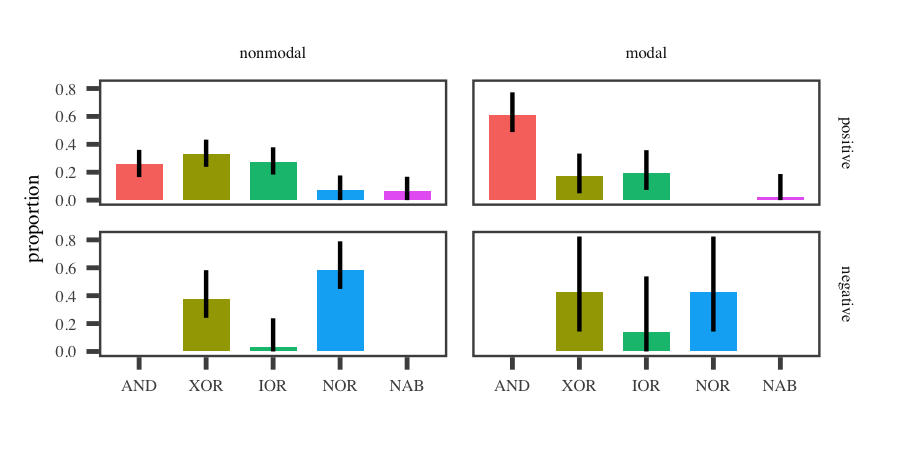 nonmodal modal
0.8
0.6
0.4
0.2
0.0
positive
proportion
0.8
0.6
0.4
0.2
0.0
negative
AND XOR IOR NOR NAB AND XOR IOR NOR NAB